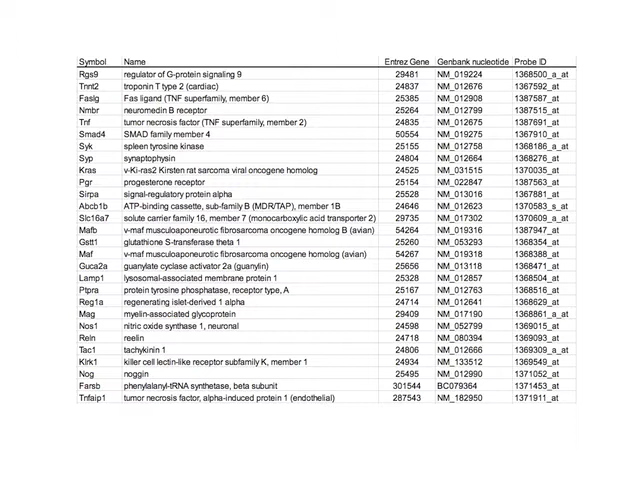 Symbol Name Entrez Gene Genbank nucleotide Probe ID
Rgs9 regulator of G-protein signaling 9 29481 NM_019224 1368500_a_at
Tnnt2 troponin T type 2 (cardiac) 24837 NM_012676 1367592_at
Faslg Fas ligand (TNF superfamily, member 6) 25385 NM_012908 1387587_at
Nmbr neuromedin B receptor 25264 NM_012799 1387515_at
Tnf tumor necrosis factor (TNF superfamily, member 2) 24835 NM_012675 1387691_at
Smad4 SMAD family member 4 50554 NM_019275 1367910_at
Syk spleen tyrosine kinase 25155 NM_012758 1368186_a_at
Syp synaptophysin 24804 NM_012664 1368276_at
Kras v-Ki-ras2 Kirsten rat sarcoma viral oncogene homolog 24525 NM_031515 1370035_at
Pgr progesterone receptor 25154 NM_022847 1387563_at
Sirpa signal-regulatory protein alpha 25528 NM_013016 1367881_at
Abcb1b ATP-binding cassette, sub-family B (MDR/TAP), member 1B 24646 NM_012623 1370583_s_at
Slc16a7 solute carrier family 16, member 7 (monocarboxylic acid transporter 2) 29735 NM_017302 1370609_a_at
Mafb v-maf musculoaponeurotic fibrosarcoma oncogene homolog B (avian) 54264 NM_019316 1387947_at
Gstt1 glutathione S-transferase theta 1 25260 NM_053293 1368354_at
Maf v-maf musculoaponeurotic fibrosarcoma oncogene homolog (avian) 54267 NM_019318 1368388_at
Guca2a guanylate cyclase activator 2a (guanylin) 25656 NM_013118 1368471_at
Lamp1 lysosomal-associated membrane protein 1 25328 NM_012857 1368504_at
Ptpra protein tyrosine phosphatase, receptor type, A 25167 NM_012763 1368516_at
Reg1a regenerating islet-derived 1 alpha 24714 NM_012641 1368629_at
Mag myelin-associated glycoprotein 29409 NM_017190 1368861_a_at
Nos1 nitric oxide synthase 1, neuronal 24598 NM_052799 1369015_at
Reln reelin 24718 NM_080394 1369093_at
Tac1 tachykinin 1 24806 NM_012666 1369309_a_at
Klrk1 killer cell lectin-like receptor subfamily K, member 1 24934 NM_133512 1369549_at
Nog noggin 25495 NM_012990 1371052_at
Farsb phenylalanyl-tRNA synthetase, beta subunit 301544 BC079364 1371453_at
Tnfaip1 tumor necrosis factor, alpha-induced protein 1 (endothelial) 287543 NM_182950 1371911_at